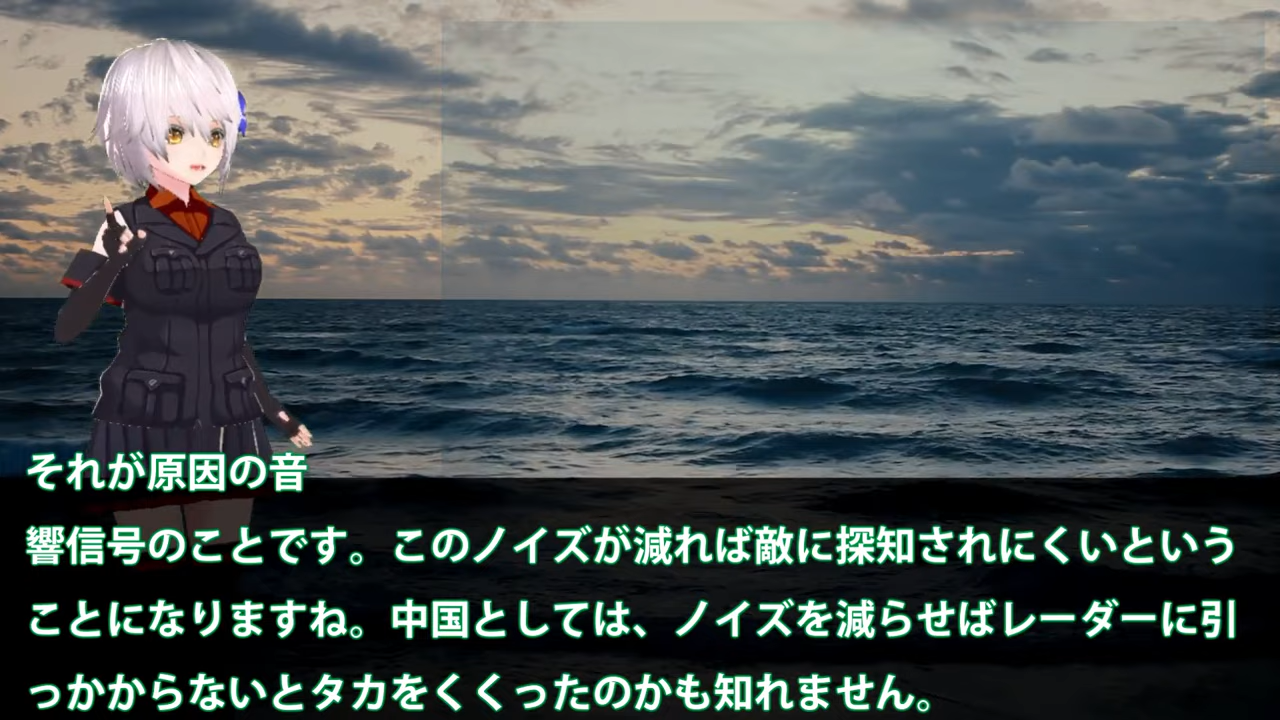 それが原因の音
響信号のことです。このノイズが減れば敵に探知されにくいという
ことになりますね。中国としては、ノイズを減らせばレーダーに引
っかからないとタカをくくったのかも知れません。